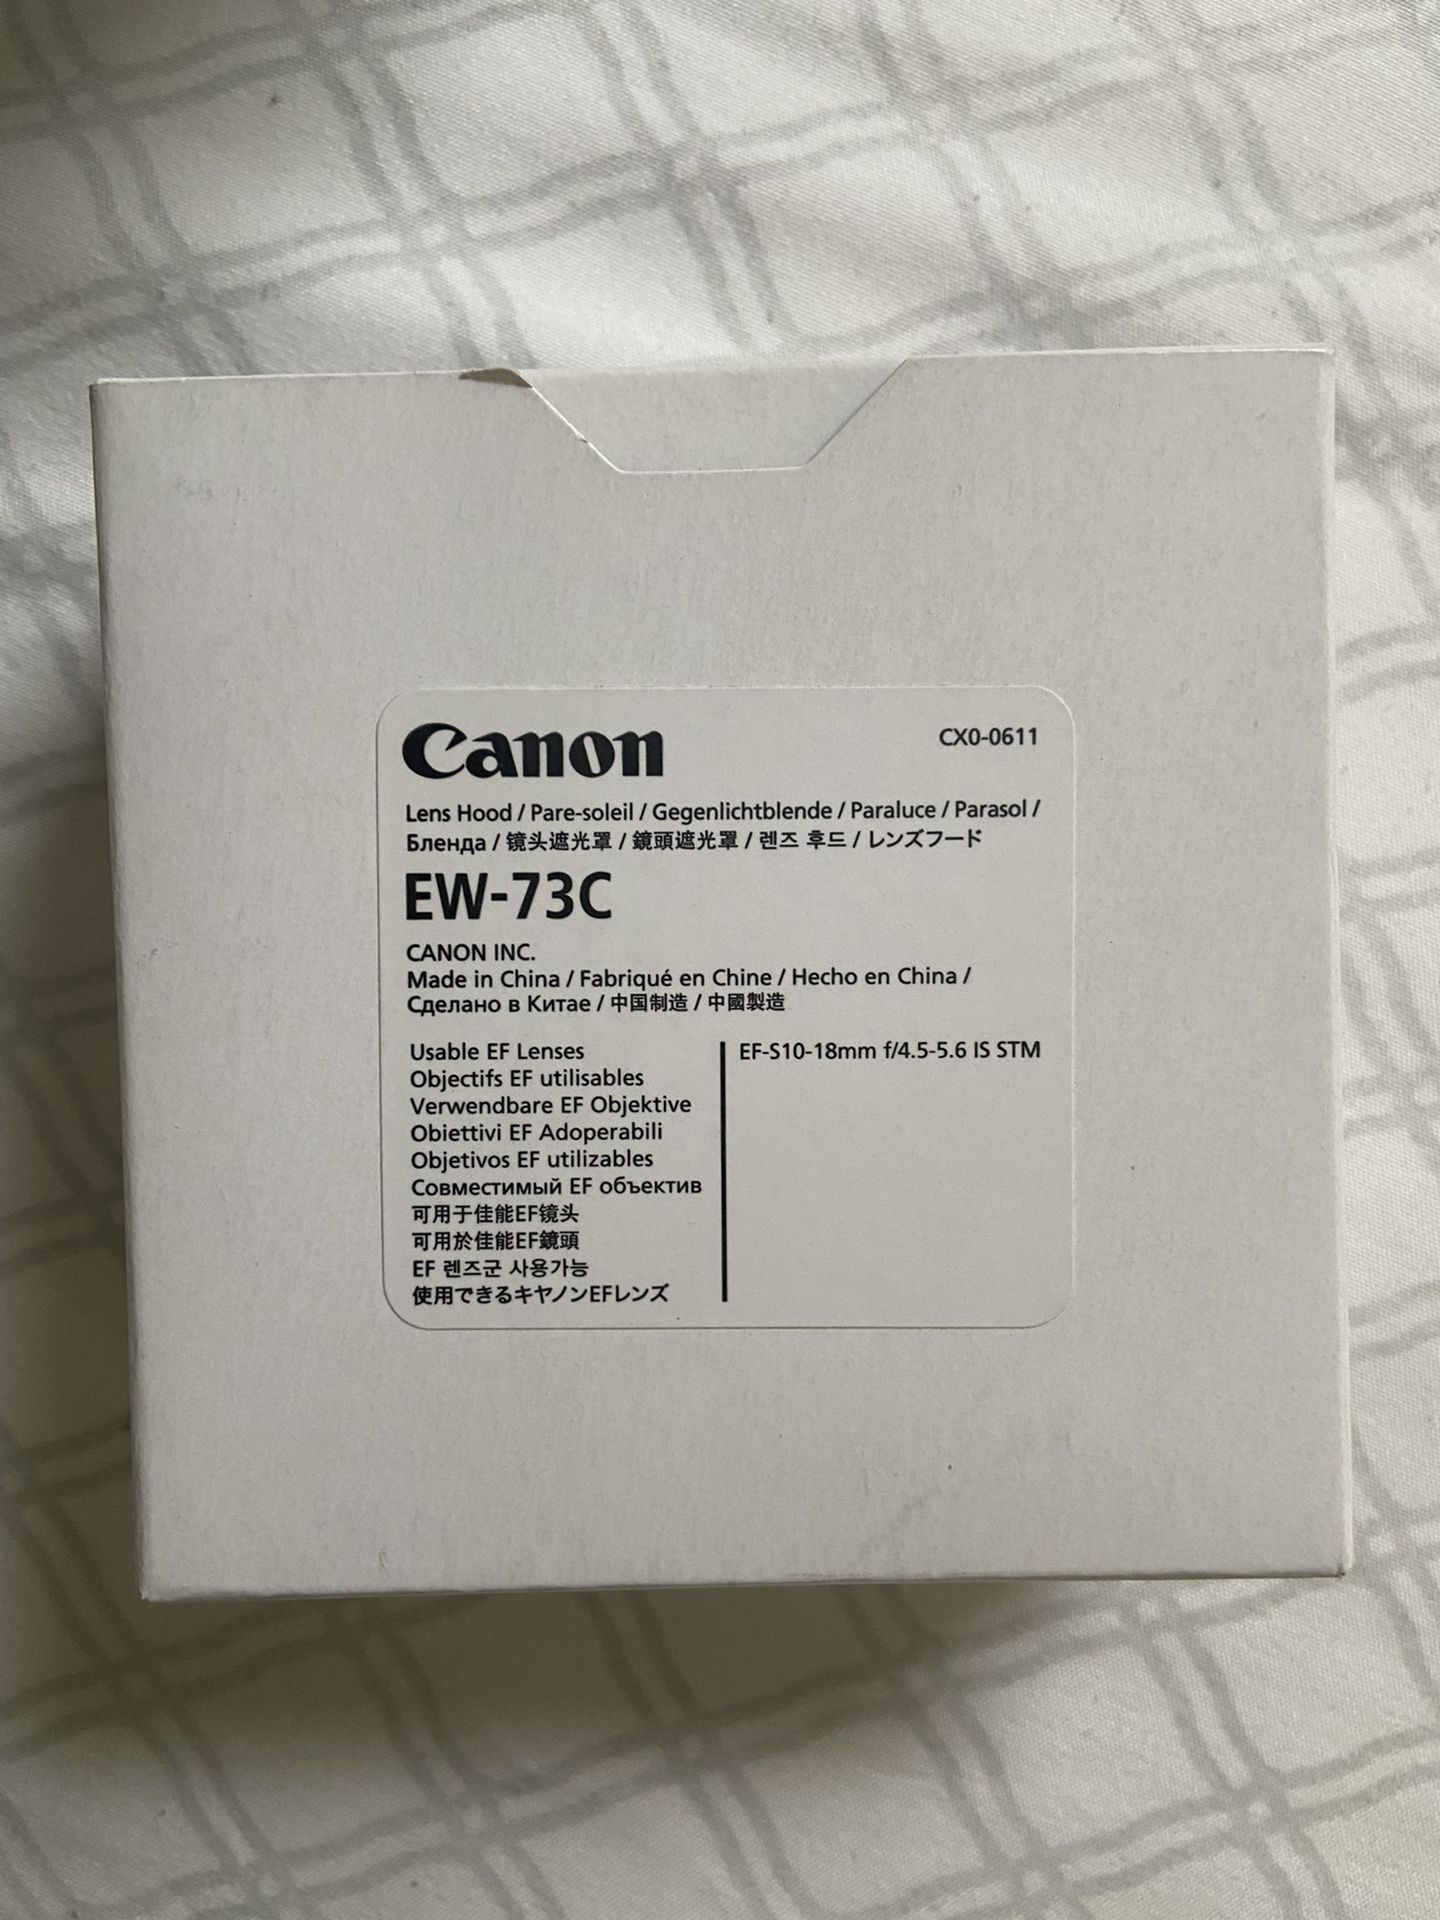 Canon
CX0-0611
Lens Hood / Pare-soleil / Gegenlichtblende / Paraluce / Parasol /
Бленда / 镜头遮光罩 / 鏡頭遮光罩 / 렌즈 후드 / レンズフード
EW-73C
CANON INC.
Made in China / Fabriqué en Chine / Hecho en China /
Сделано в Китае / 中国制造 / 中國製造
Usable EF Lenses
Objectifs EF utilisables
Verwendbare EF Objektive
Obiettivi EF Adoperabili
Objetivos EF utilizables
Совместимый EF объектив
可用于佳能EF镜头
可用於佳能EF鏡頭
EF 렌즈군 사용가능
使用できるキヤノンEFレンズ
EF-S10-18mm f/4.5-5.6 IS STM